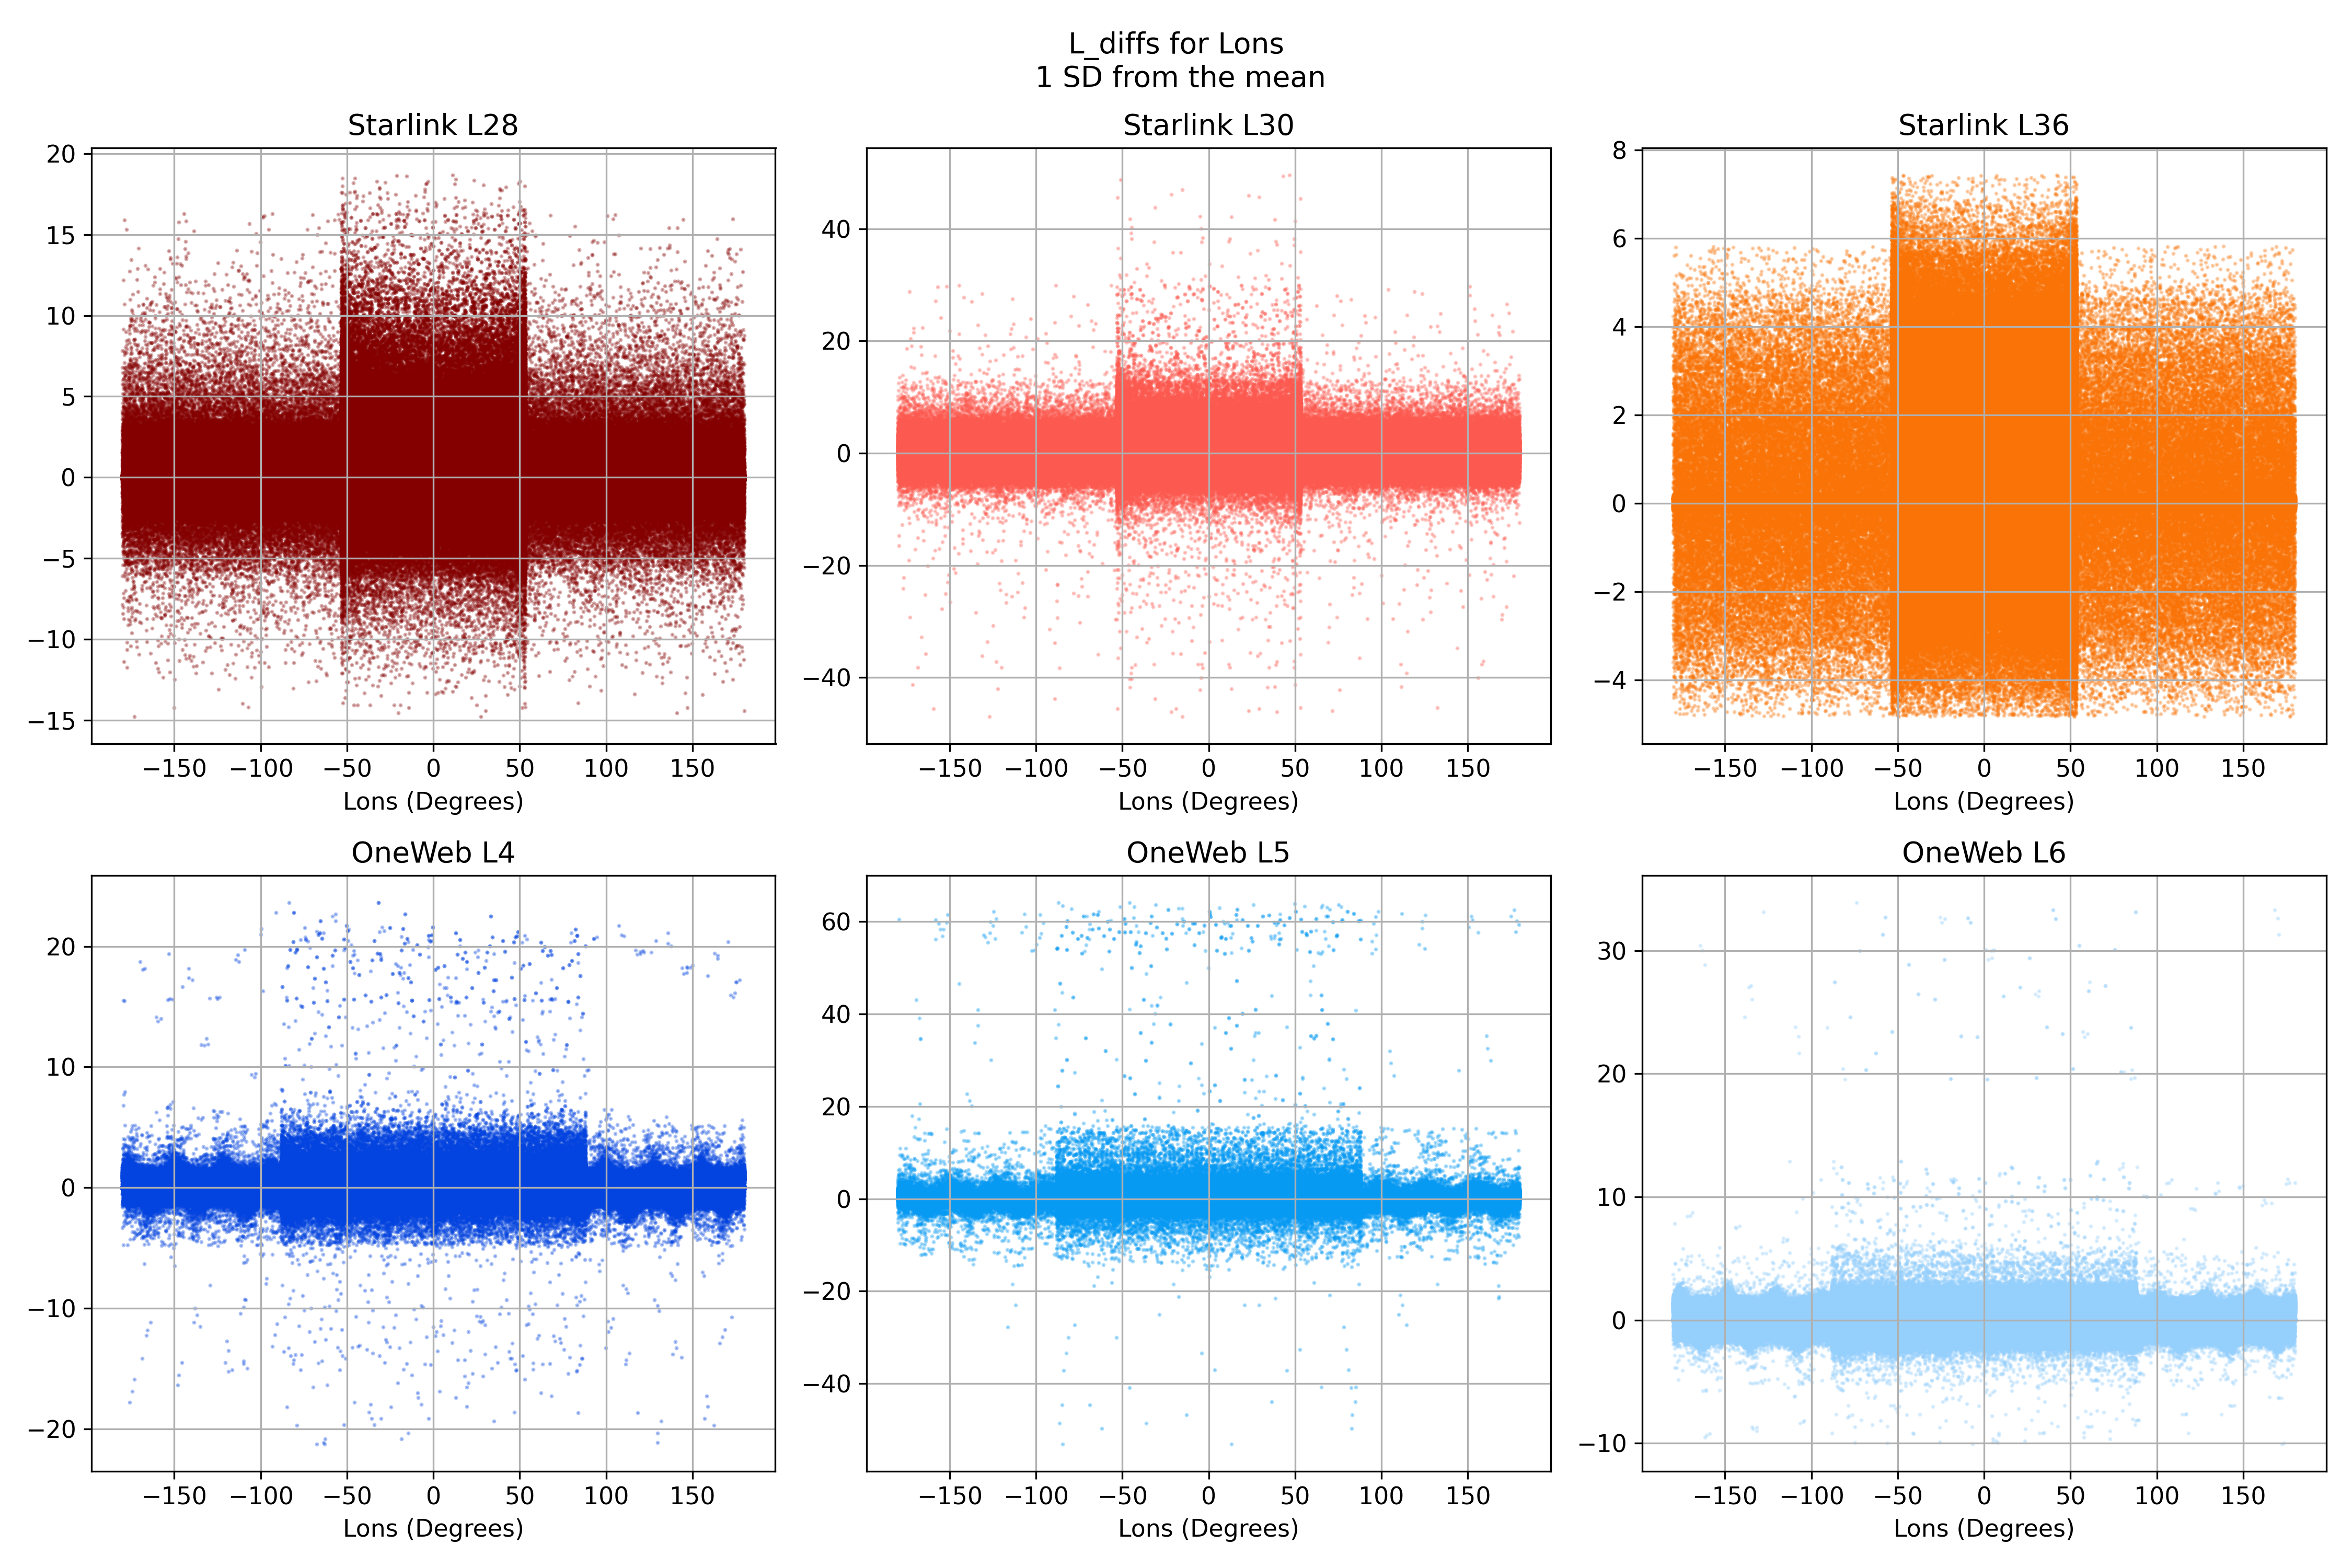 L_diffs for Lons
1 SD from the mean
Starlink L28
Starlink L30
Starlink L36
20
15
10
5
0
−5
−10
−15
40
20
0
−20
−40
8
6
4
2
0
−2
−4
−150 −100 −50 0 50 100 150
−150 −100 −50 0 50 100 150
−150 −100 −50 0 50 100 150
Lons (Degrees)
Lons (Degrees)
Lons (Degrees)
OneWeb L4
OneWeb L5
OneWeb L6
20
10
0
−10
−20
60
40
20
0
−20
−40
30
20
10
0
−10
−150 −100 −50 0 50 100 150
−150 −100 −50 0 50 100 150
−150 −100 −50 0 50 100 150
Lons (Degrees)
Lons (Degrees)
Lons (Degrees)